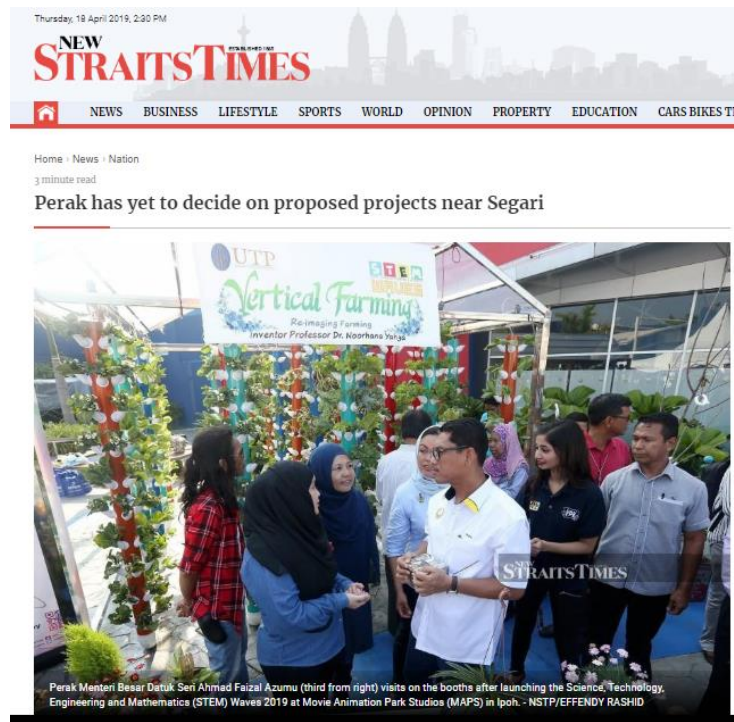 Thursday, 18 April 2019, 2:30 PM
NEW
ESTABLISHED 1845
STRAITS TIMES
NEWS BUSINESS LIFESTYLE SPORTS WORLD OPINION PROPERTY EDUCATION CARS BIKES
Home › News › Nation
3 minute read
Perak has yet to decide on proposed projects near Segari
UTP
STEM
WAVES
Vertical Farming
Re-imaging Farming
Inventor Professor Dr. Noorhana Yahya
NEW
STRAITS TIMES
Perak Menteri Besar Datuk Seri Ahmad Faizal Azumu (third from right) visits on the booths after launching the Science, Technology,
Engineering and Mathematics (STEM) Waves 2019 at Movie Animation Park Studios (MAPS) in Ipoh. - NSTP/EFFENDY RASHID